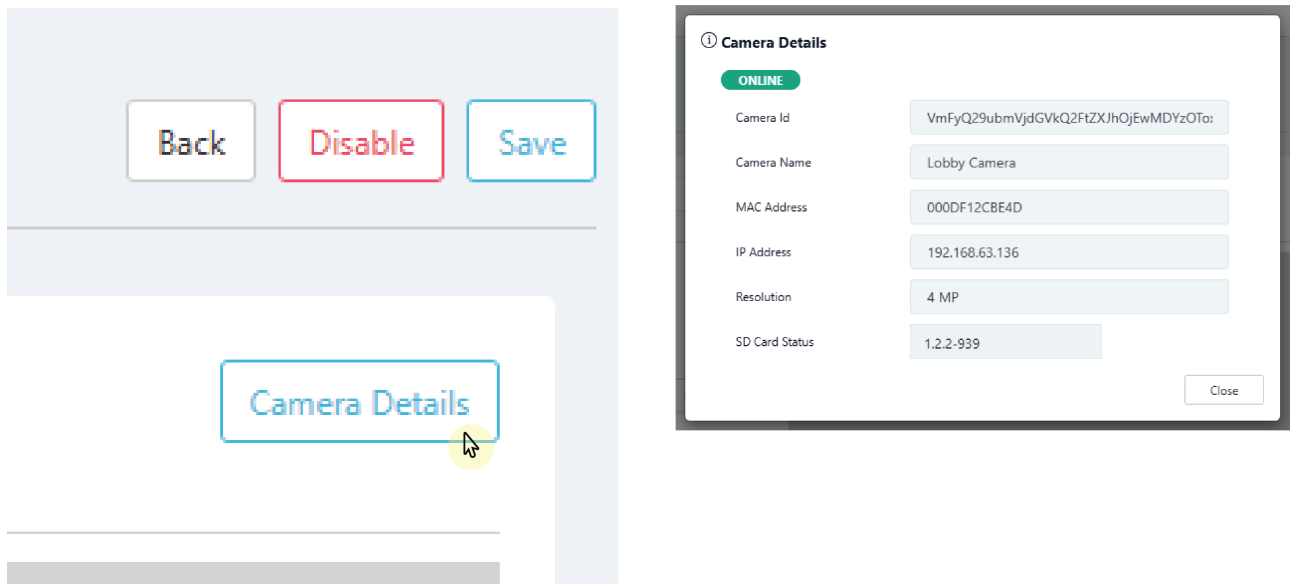 Back
Disable
Save
Camera Details
Camera Details
ONLINE
Camera Id VmFyQ29ubmVjdGVkQ2FtZXJhOjEwMDYzOTo
Camera Name Lobby Camera
MAC Address 000DF12CBE4D
IP Address 192.168.63.136
Resolution 4 MP
SD Card Status 1.2.2-939
Close